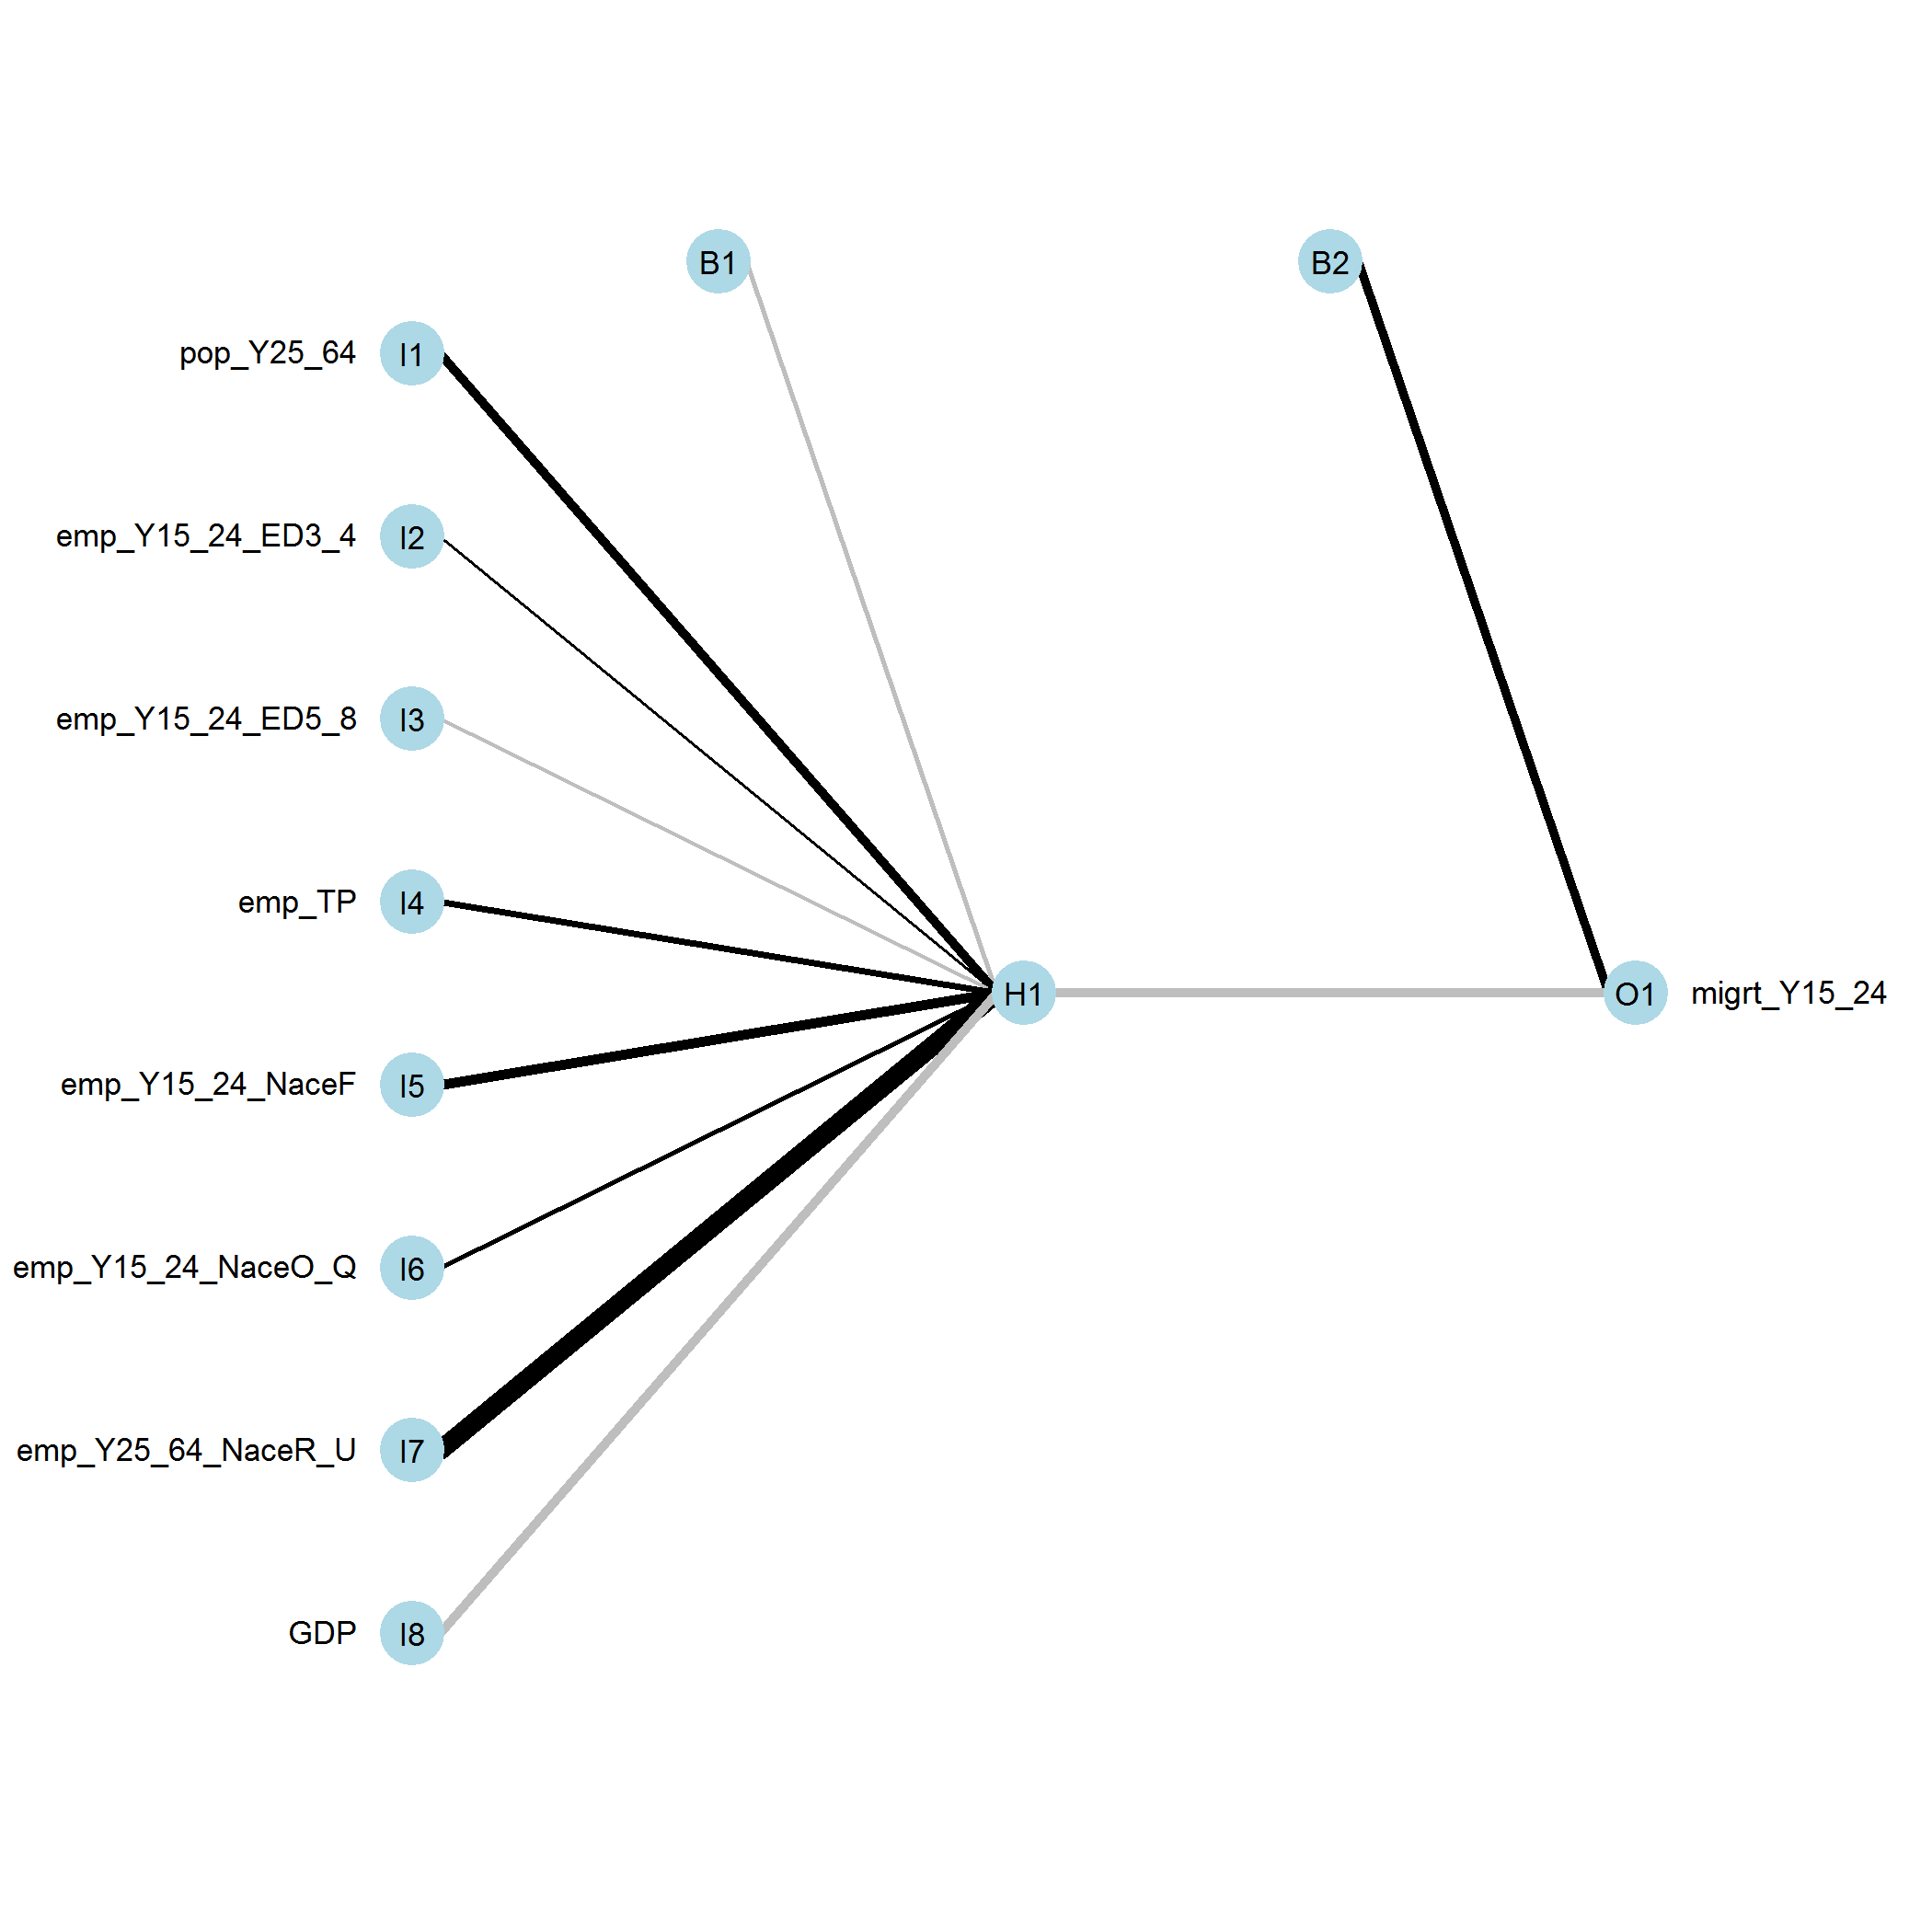 B1
B2
pop_Y25_64 I1
emp_Y15_24_ED3_4 I2
emp_Y15_24_ED5_8 I3
emp_TP I4
H1
O1 migrt_Y15_24
emp_Y15_24_NaceF I5
emp_Y15_24_NaceO_Q I6
emp_Y25_64_NaceR_U I7
GDP I8